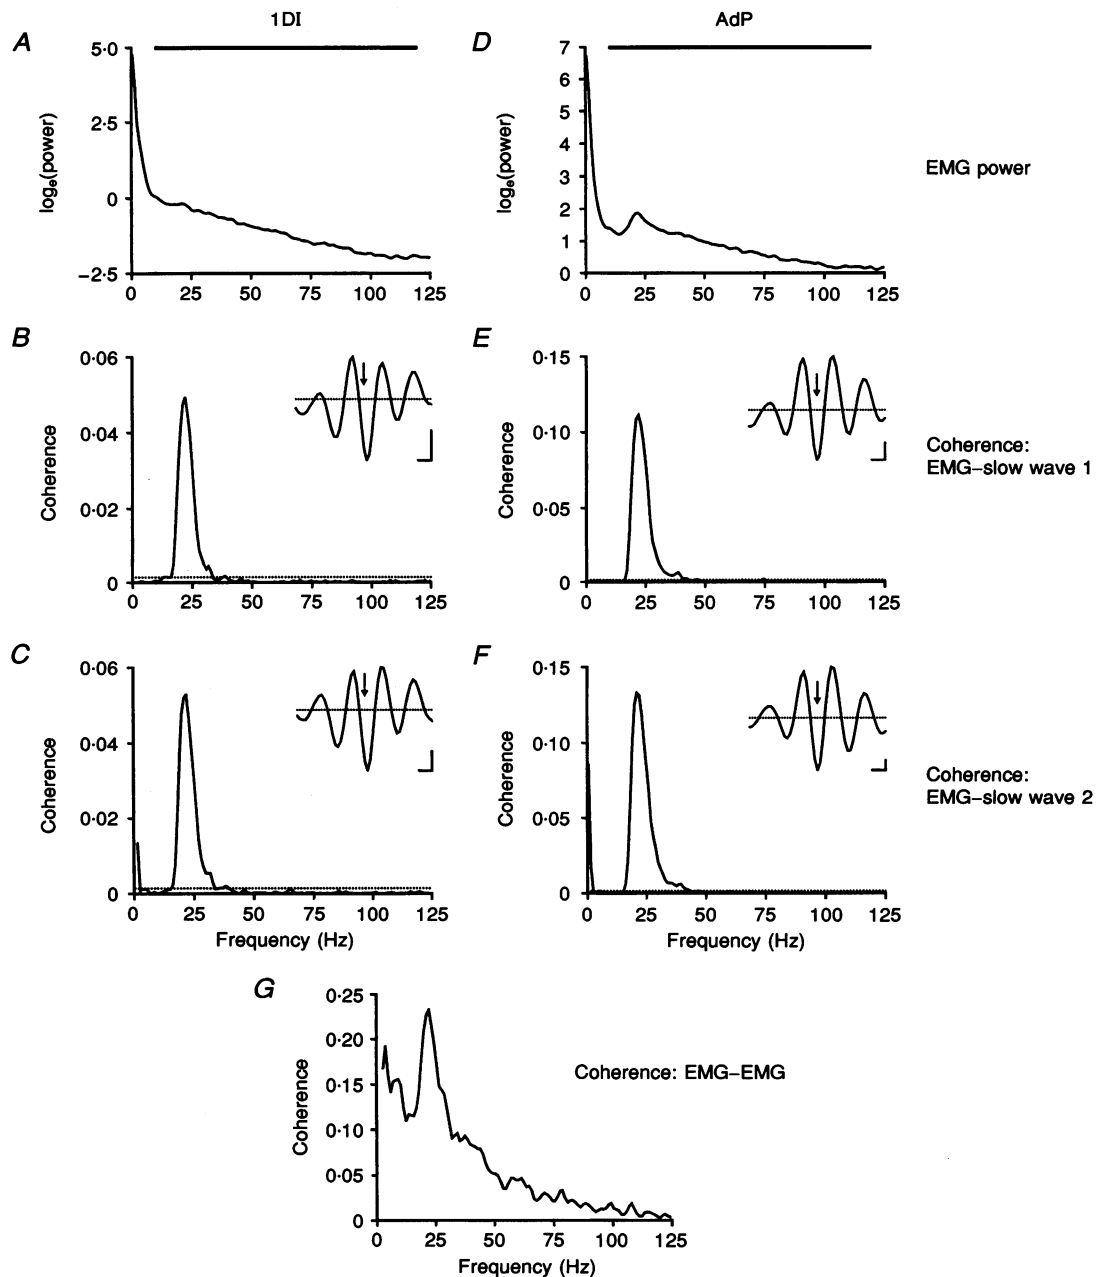 1DI
AdP
A
5·0
2·5
0
−2·5
logₑ(power)
0 25 50 75 100 125
D
7
6
5
4
3
2
1
0
logₑ(power)
0 25 50 75 100 125
EMG power
B
0·06
0·04
0·02
0
Coherence
0 25 50 75 100 125
E
0·15
0·10
0·05
0
Coherence
0 25 50 75 100 125
Coherence:
EMG–slow wave 1
C
0·06
0·04
0·02
0
Coherence
0 25 50 75 100 125
Frequency (Hz)
F
0·15
0·10
0·05
0
Coherence
0 25 50 75 100 125
Frequency (Hz)
Coherence:
EMG–slow wave 2
G
0·25
0·20
0·15
0·10
0·05
0
Coherence
0 25 50 75 100 125
Frequency (Hz)
Coherence: EMG–EMG